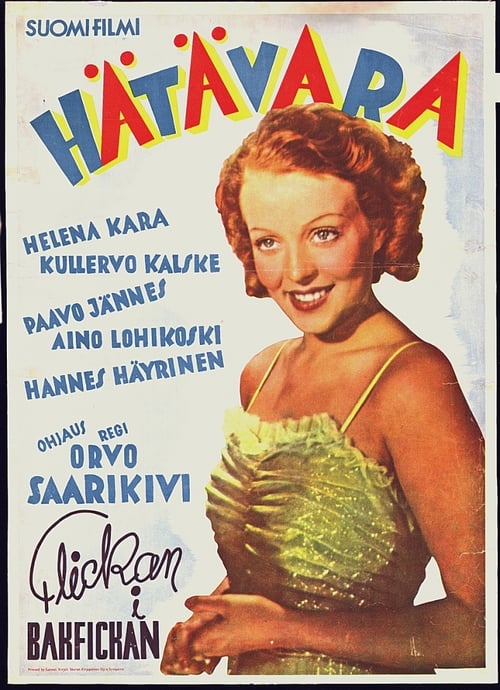 SUOMI FILMI
HÄTÄVARA
HELENA KARA
KULLERVO KALSKE
PAAVO JÄNNES
AINO LOHIKOSKI
HANNES HÄYRINEN
OHJAUS REGI
ORVO
SAARIKIVI
Flickan
i
BAKFICKAN